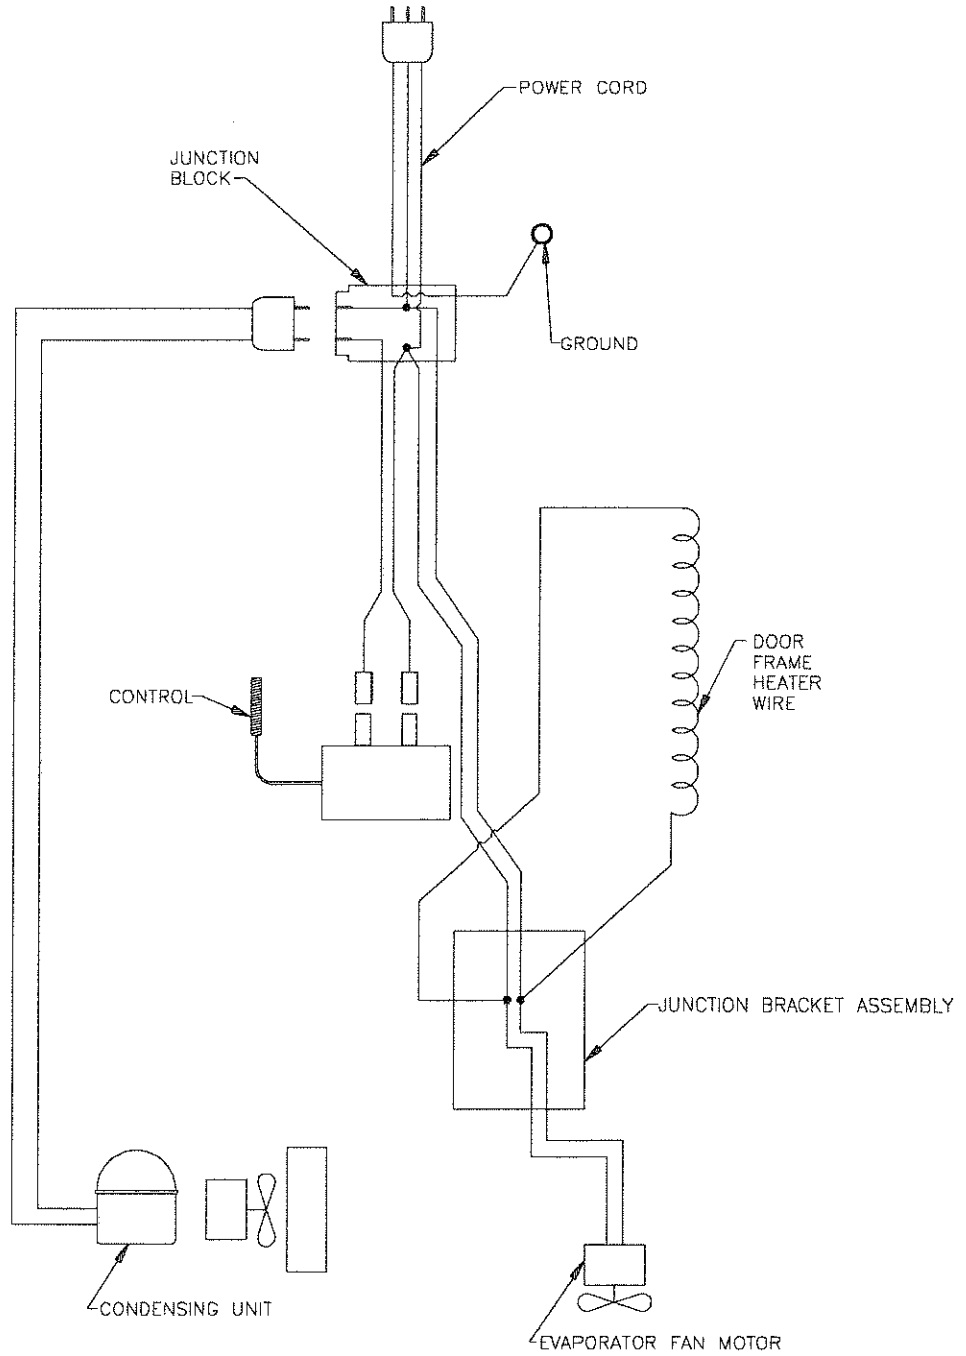 POWER CORD
JUNCTION
BLOCK
GROUND
DOOR
FRAME
HEATER
WIRE
CONTROL
JUNCTION BRACKET ASSEMBLY
CONDENSING UNIT
EVAPORATOR FAN MOTOR